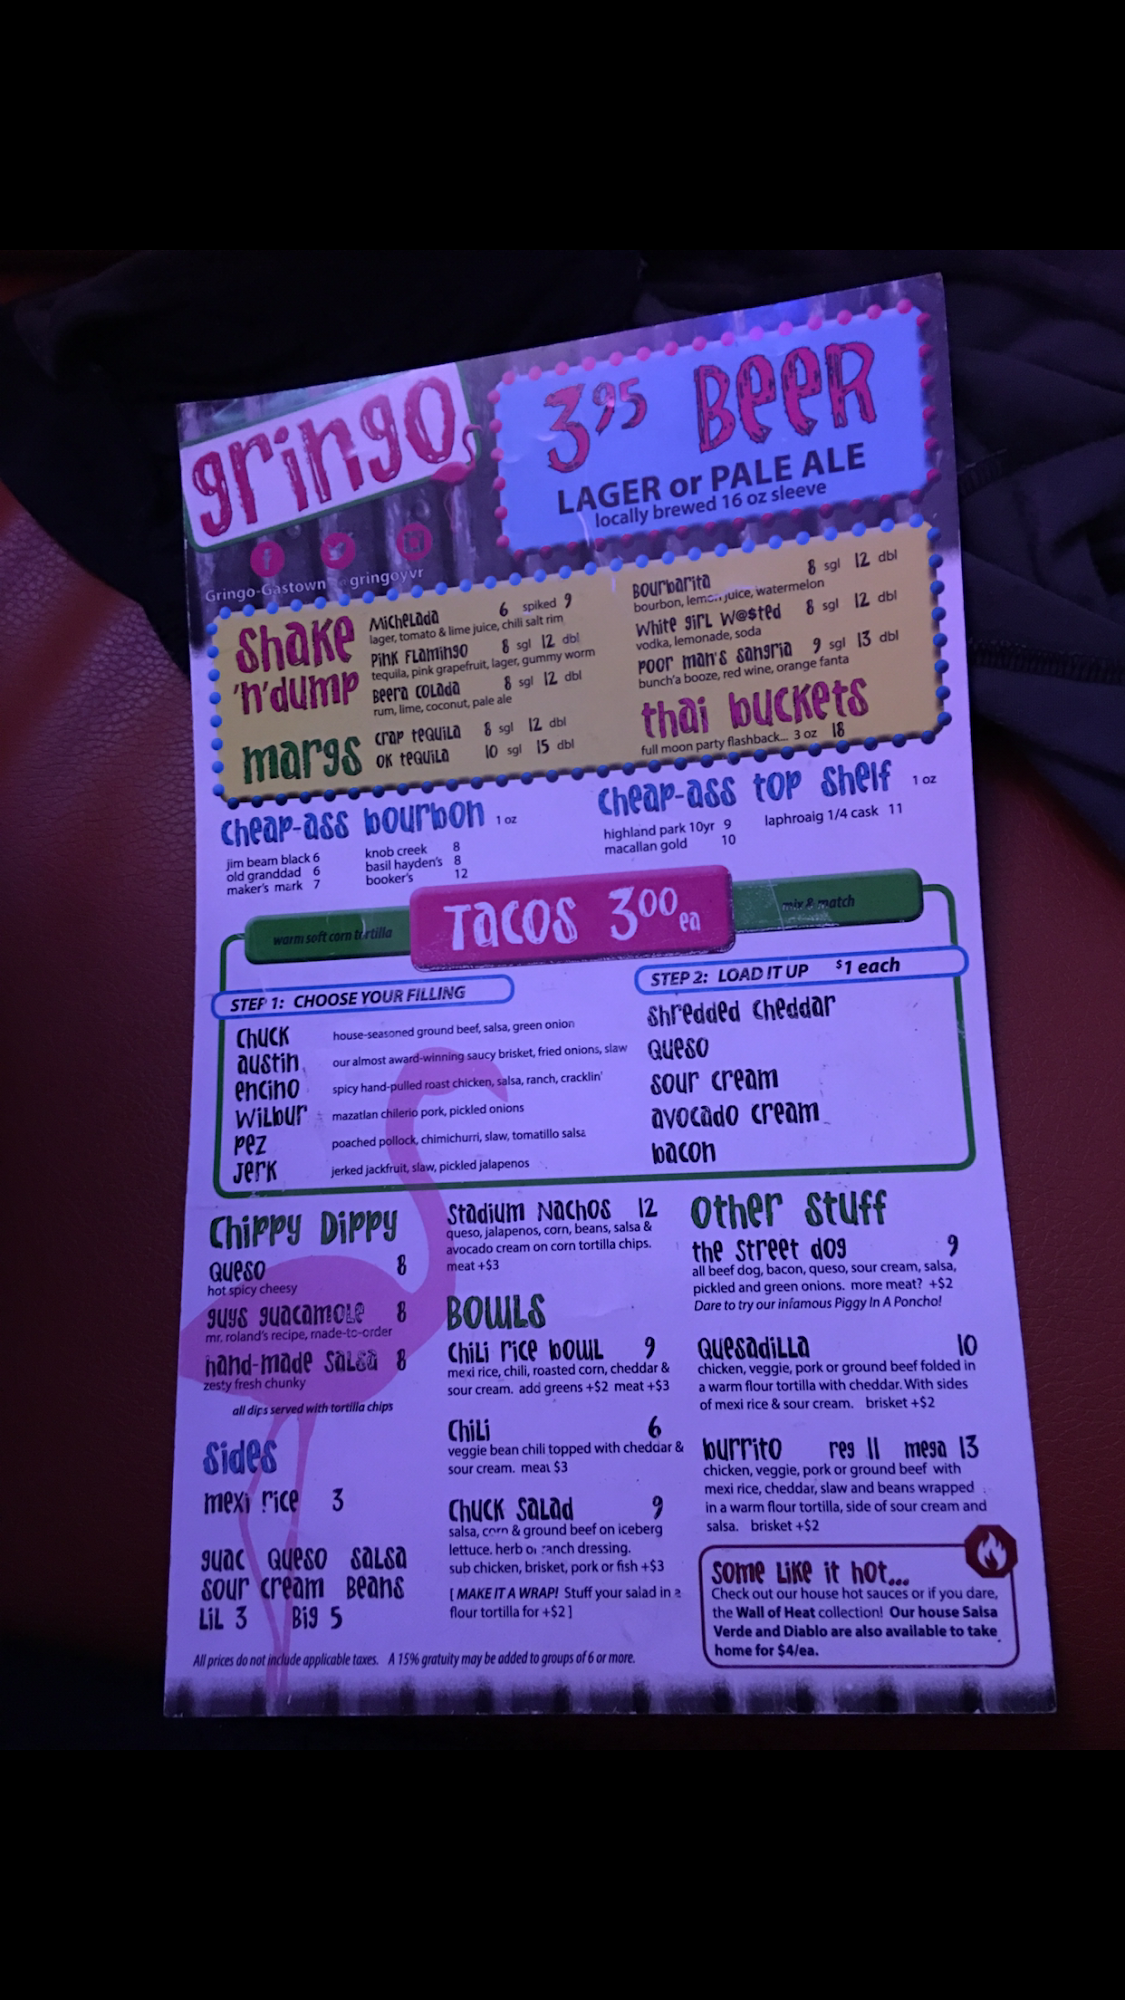 gringo
3.95 BeeR
LAGER or PALE ALE
locally brewed 16 oz sleeve
Gringo-Gastown @gringoyvr
Shake
'n'dump
Michelada 6 spiked 9
lager, tomato & lime juice, chili salt rim
Pink Flamingo 8 sgl 12 dbl
tequila, pink grapefruit, lager, gummy worm
Beera Colada 8 sgl 12 dbl
rum, lime, coconut, pale ale
margs
crap tequila 8 sgl 12 dbl
ok tequila 10 sgl 15 dbl
Bourbarita 8 sgl 12 dbl
bourbon, lemon juice, watermelon
White girl w@$ted 8 sgl 12 dbl
vodka, lemonade, soda
poor man's sangria 9 sgl 13 dbl
bunch'a booze, red wine, orange fanta
thai buckets
full moon party flashback... 3 oz 18
cheap-ass bourbon 1 oz
jim beam black 6
old granddad 6
maker's mark 7
knob creek 8
basil hayden's 8
booker's 12
cheap-ass top shelf 1 oz
highland park 10yr 9
macallan gold 10
laphroaig 1/4 cask 11
warm soft corn tortilla
Tacos 3.00 ea
mix & match
STEP 1: CHOOSE YOUR FILLING
Chuck house-seasoned ground beef, salsa, green onion
austin our almost award-winning saucy brisket, fried onions, slaw
encino spicy hand-pulled roast chicken, salsa, ranch, cracklin'
Wilbur mazatlan chilerio pork, pickled onions
pez poached pollock, chimichurri, slaw, tomatillo salsa
Jerk jerked jackfruit, slaw, pickled jalapenos
STEP 2: LOAD IT UP $1 each
shredded cheddar
queso
sour cream
avocado cream
bacon
Chippy Dippy
Queso 8
hot spicy cheesy
guys guacamole 8
mr. roland's recipe, made-to-order
hand-made salsa 8
zesty fresh chunky
all dips served with tortilla chips
Sides
mexi rice 3
guac queso salsa
sour cream beans
Lil 3 Big 5
Stadium Nachos 12
queso, jalapenos, corn, beans, salsa &
avocado cream on corn tortilla chips.
meat +$3
BOWLS
Chili rice bowl 9
mexi rice, chili, roasted corn, cheddar &
sour cream. add greens +$2 meat +$3
Chili 6
veggie bean chili topped with cheddar &
sour cream. meat $3
Chuck Salad 9
salsa, corn & ground beef on iceberg
lettuce. herb or ranch dressing.
sub chicken, brisket, pork or fish +$3
[ MAKE IT A WRAP! Stuff your salad in a
flour tortilla for +$2 ]
Other stuff
the street dog 9
all beef dog, bacon, queso, sour cream, salsa,
pickled and green onions. more meat? +$2
Dare to try our infamous Piggy In A Poncho!
Quesadilla 10
chicken, veggie, pork or ground beef folded in
a warm flour tortilla with cheddar. With sides
of mexi rice & sour cream. brisket +$2
burrito reg 11 mega 13
chicken, veggie, pork or ground beef with
mexi rice, cheddar, slaw and beans wrapped
in a warm flour tortilla, side of sour cream and
salsa. brisket +$2
Some like it hot...
Check out our house hot sauces or if you dare,
the Wall of Heat collection! Our house Salsa
Verde and Diablo are also available to take
home for $4/ea.
All prices do not include applicable taxes. A 15% gratuity may be added to groups of 6 or more.